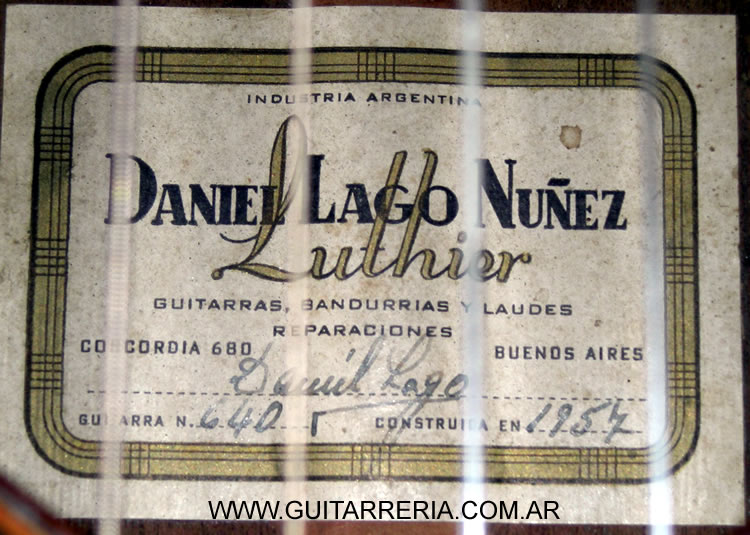 INDUSTRIA ARGENTINA
DANIEL LAGO NUÑEZ
Luthier
GUITARRAS, BANDURRIAS Y LAUDES
REPARACIONES
CONCORDIA 680 BUENOS AIRES
Daniel Lago
GUITARRA N. 640 CONSTRUIDA EN 1957
WWW.GUITARRERIA.COM.AR